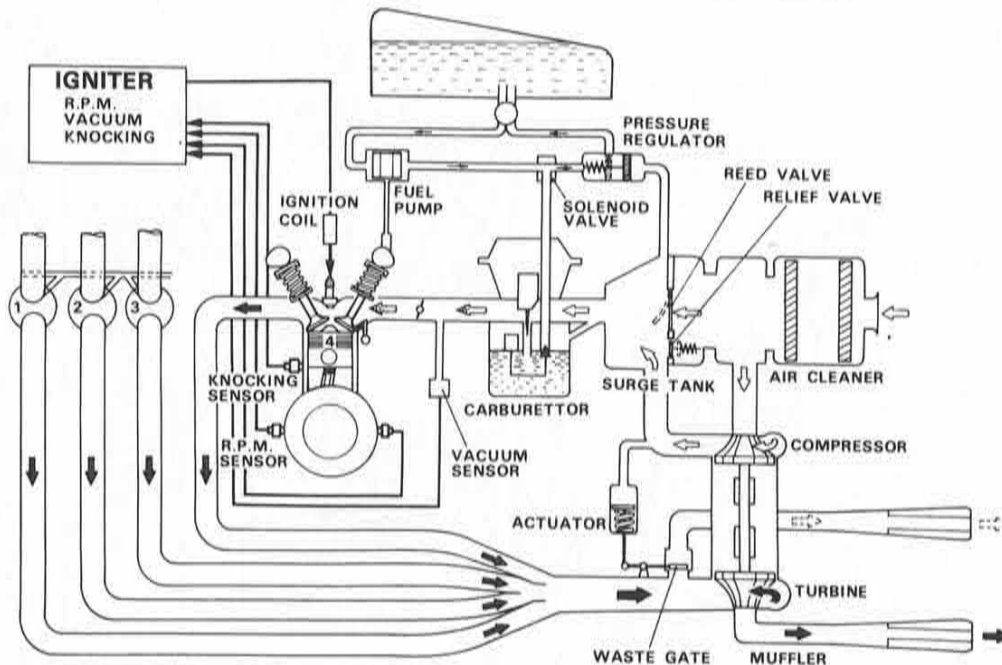 IGNITER
R.P.M.
VACUUM
KNOCKING
PRESSURE
REGULATOR
REED VALVE
RELIEF VALVE
IGNITION
COIL
FUEL
PUMP
SOLENOID
VALVE
1
2
3
4
KNOCKING
SENSOR
R.P.M.
SENSOR
VACUUM
SENSOR
CARBURETTOR
SURGE TANK
AIR CLEANER
COMPRESSOR
ACTUATOR
TURBINE
WASTE GATE
MUFFLER